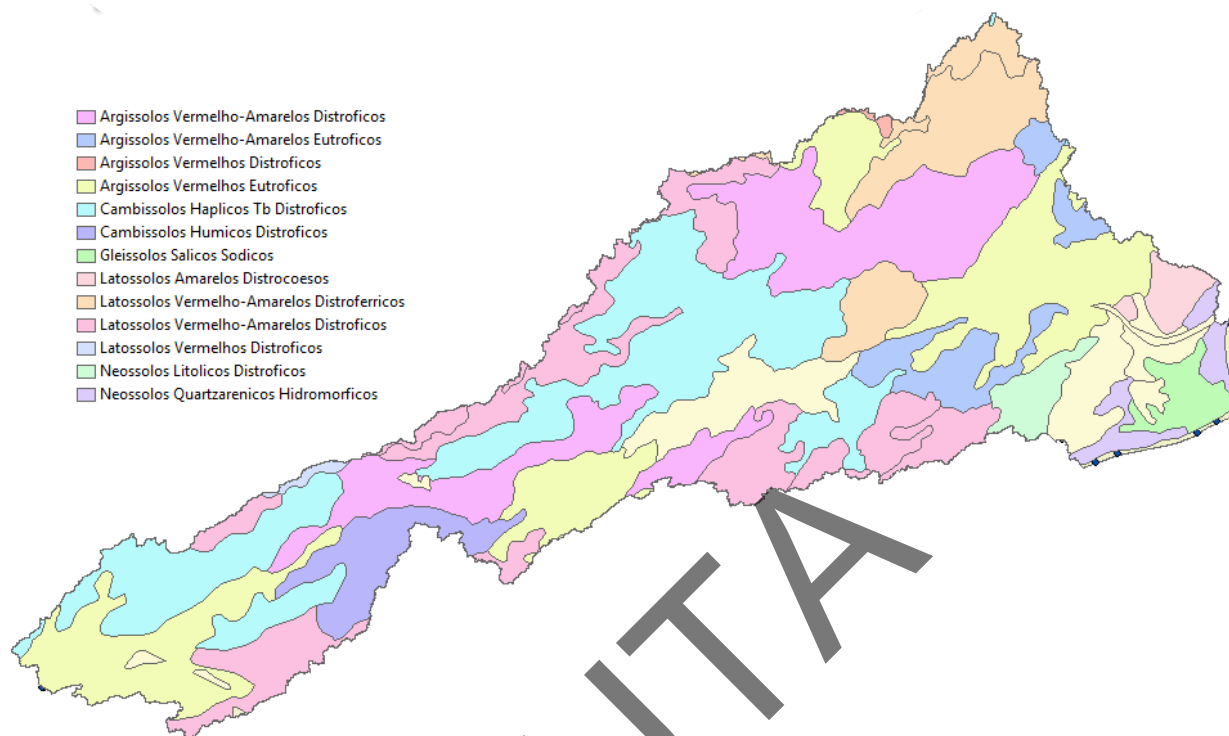 Argissolos Vermelho-Amarelos Distroficos
Argissolos Vermelho-Amarelos Eutroficos
Argissolos Vermelhos Distroficos
Argissolos Vermelhos Eutroficos
Cambissolos Haplicos Tb Distroficos
Cambissolos Humicos Distroficos
Gleissolos Salicos Sodicos
Latossolos Amarelos Distrocoesos
Latossolos Vermelho-Amarelos Distroferricos
Latossolos Vermelho-Amarelos Distroficos
Latossolos Vermelhos Distroficos
Neossolos Litolicos Distroficos
Neossolos Quartzarenicos Hidromorficos